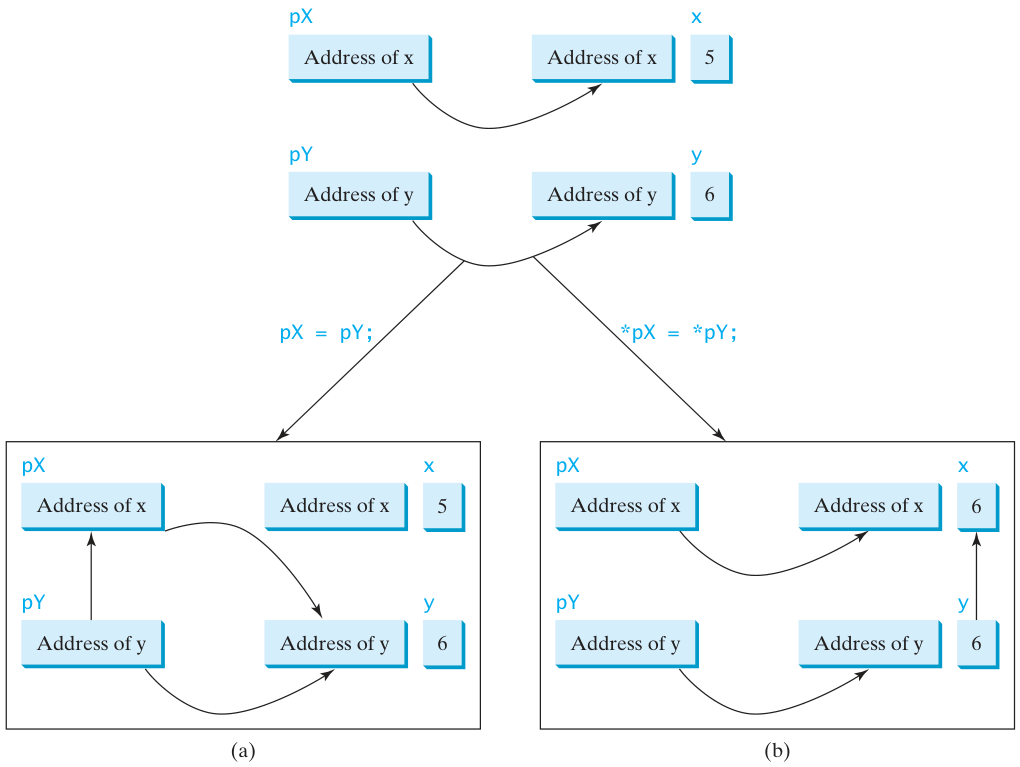 pX x
Address of x Address of x 5
pY y
Address of y Address of y 6
pX = pY; *pX = *pY;
pX x
Address of x Address of x 5
pY y
Address of y Address of y 6
(a)
pX x
Address of x Address of x 6
pY y
Address of y Address of y 6
(b)